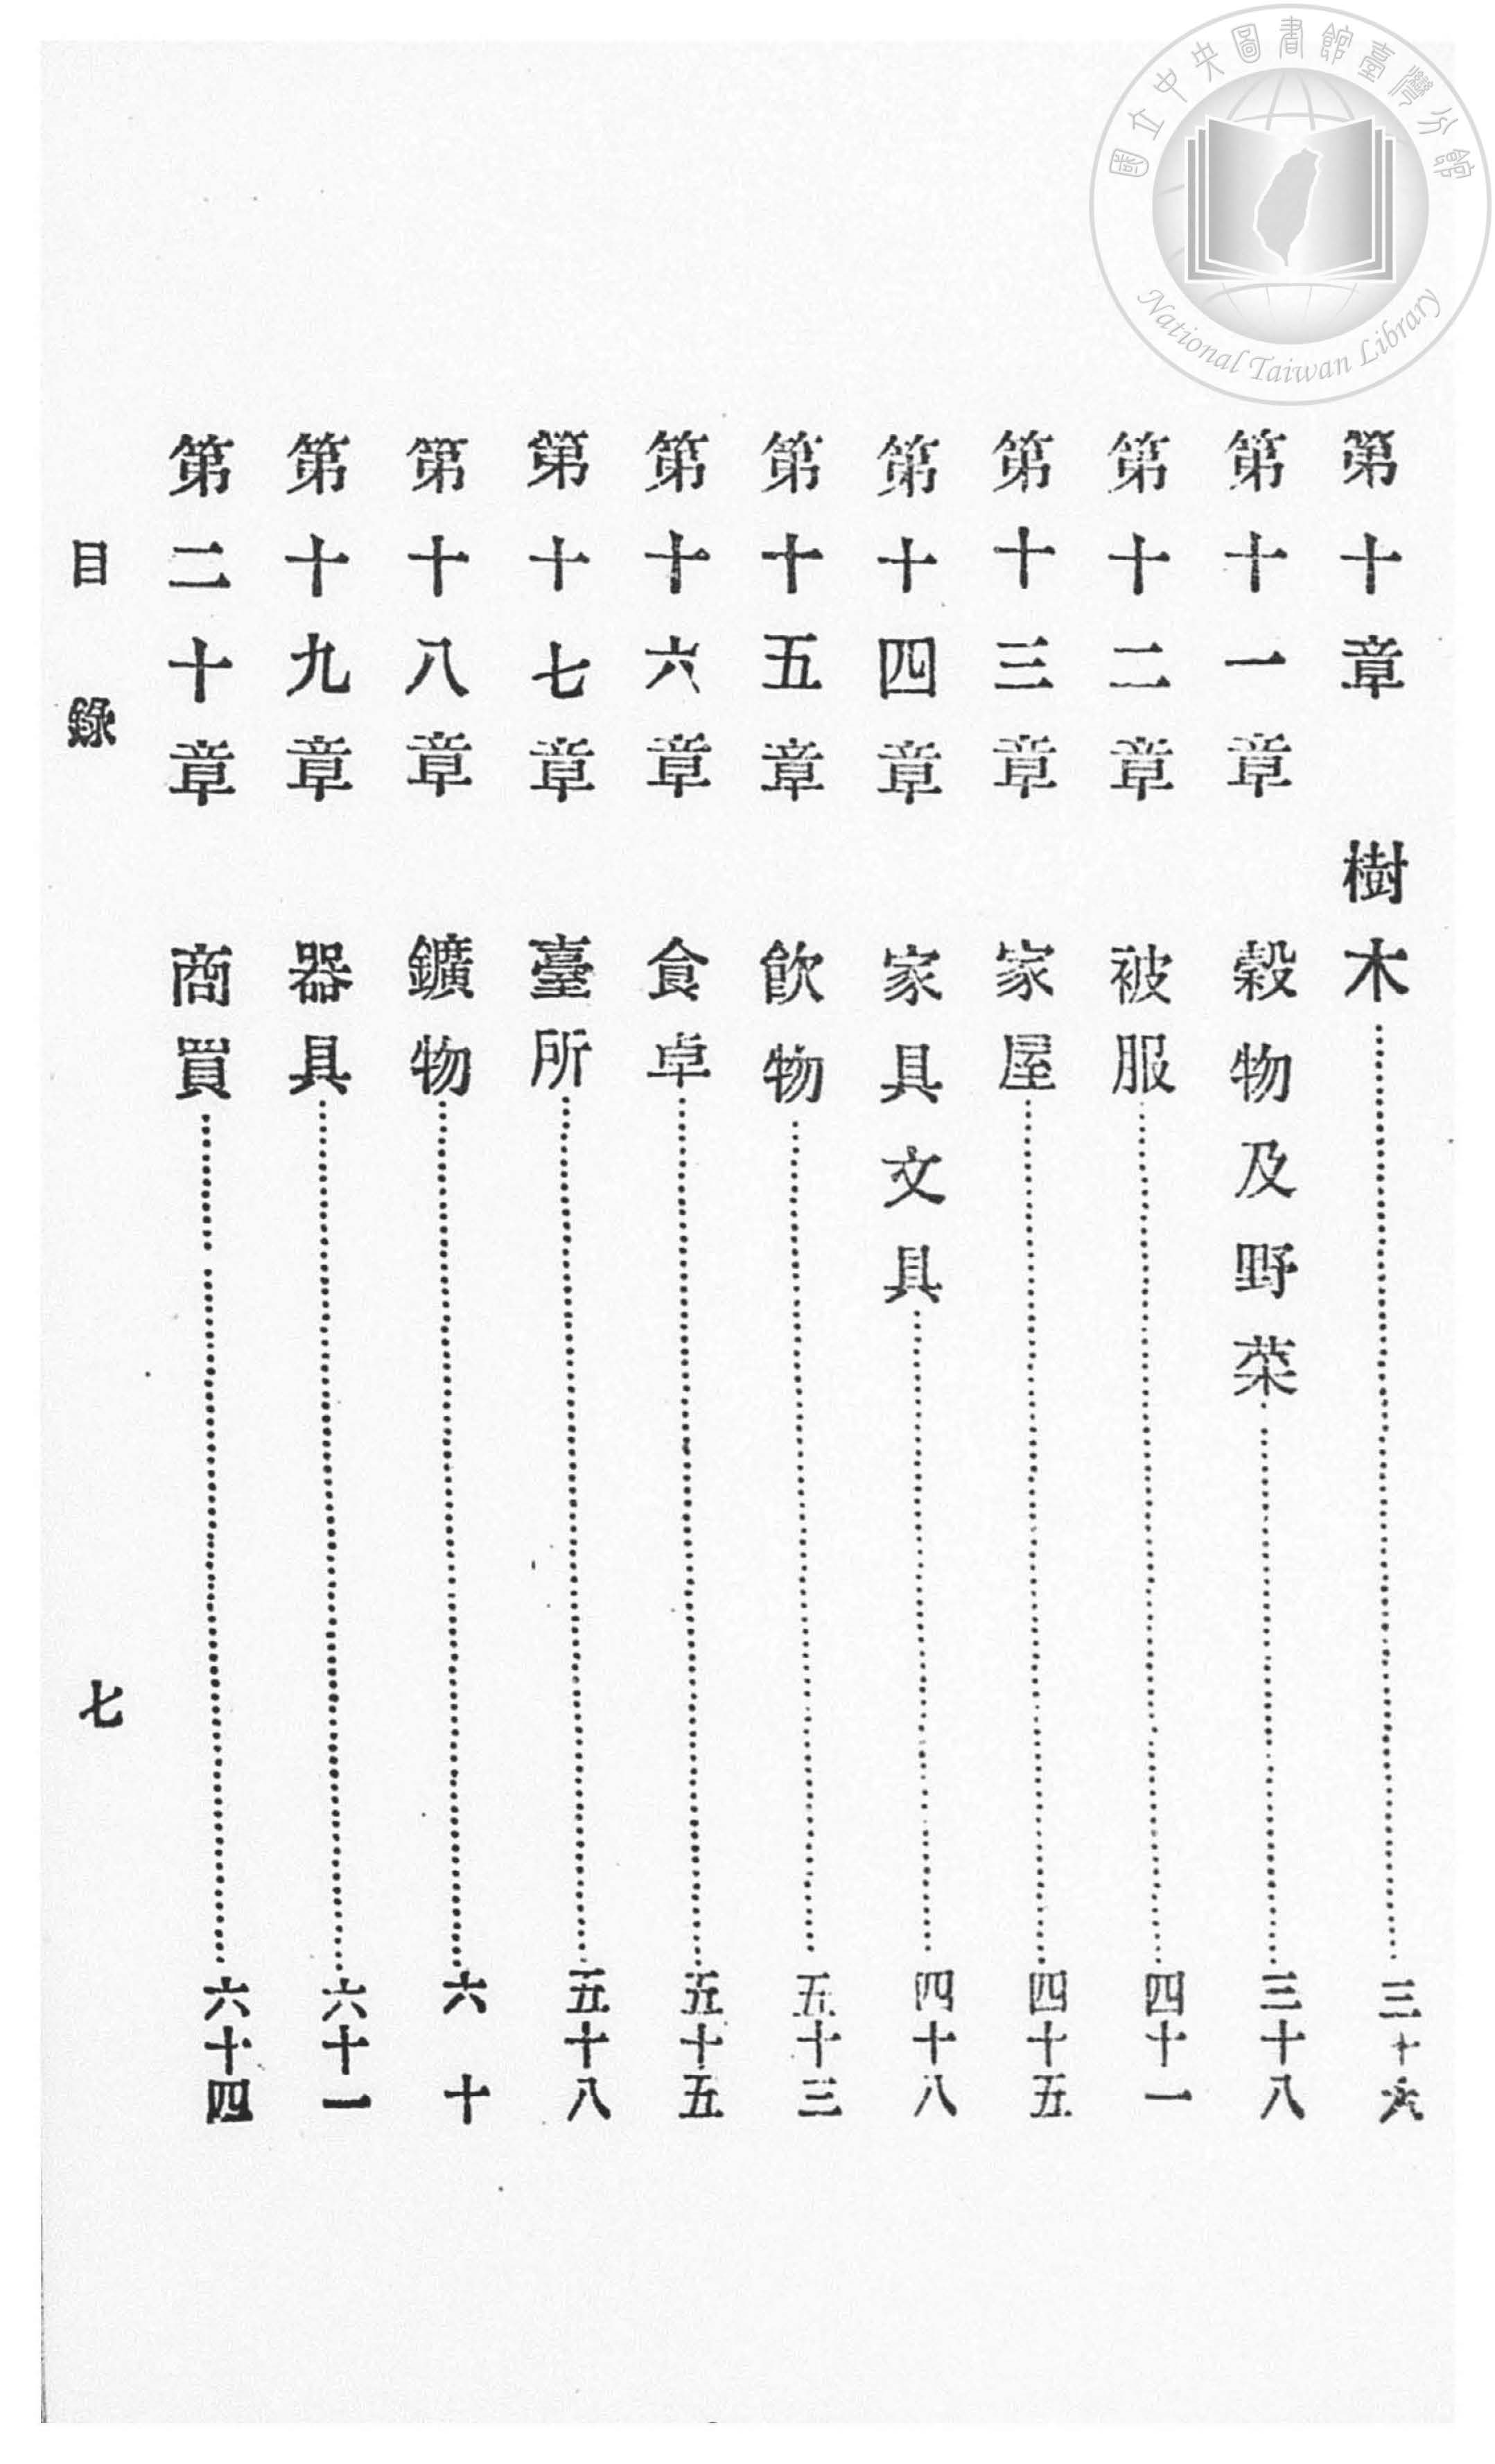 國立中央圖書館臺灣分館
National Taiwan Library
第十章　樹木……三十六
第十一章　穀物及野菜……三十八
第十二章　被服……四十一
第十三章　家屋……四十五
第十四章　家具文具……四十八
第十五章　飲物……五十三
第十六章　食卓……五十五
第十七章　臺所……五十八
第十八章　鑛物……六十
第十九章　器具……六十一
第二十章　商買……六十四
目錄　七